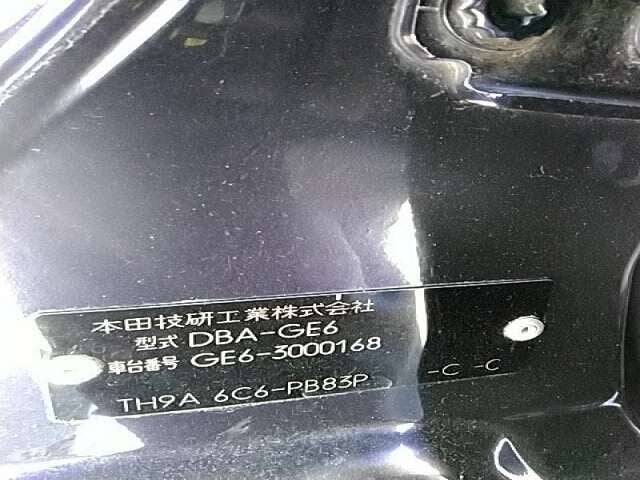 本田技研工業株式会社
型式 DBA-GE6
車台番号 GE6-3000168
TH9A 6C6-PB83P -C -C